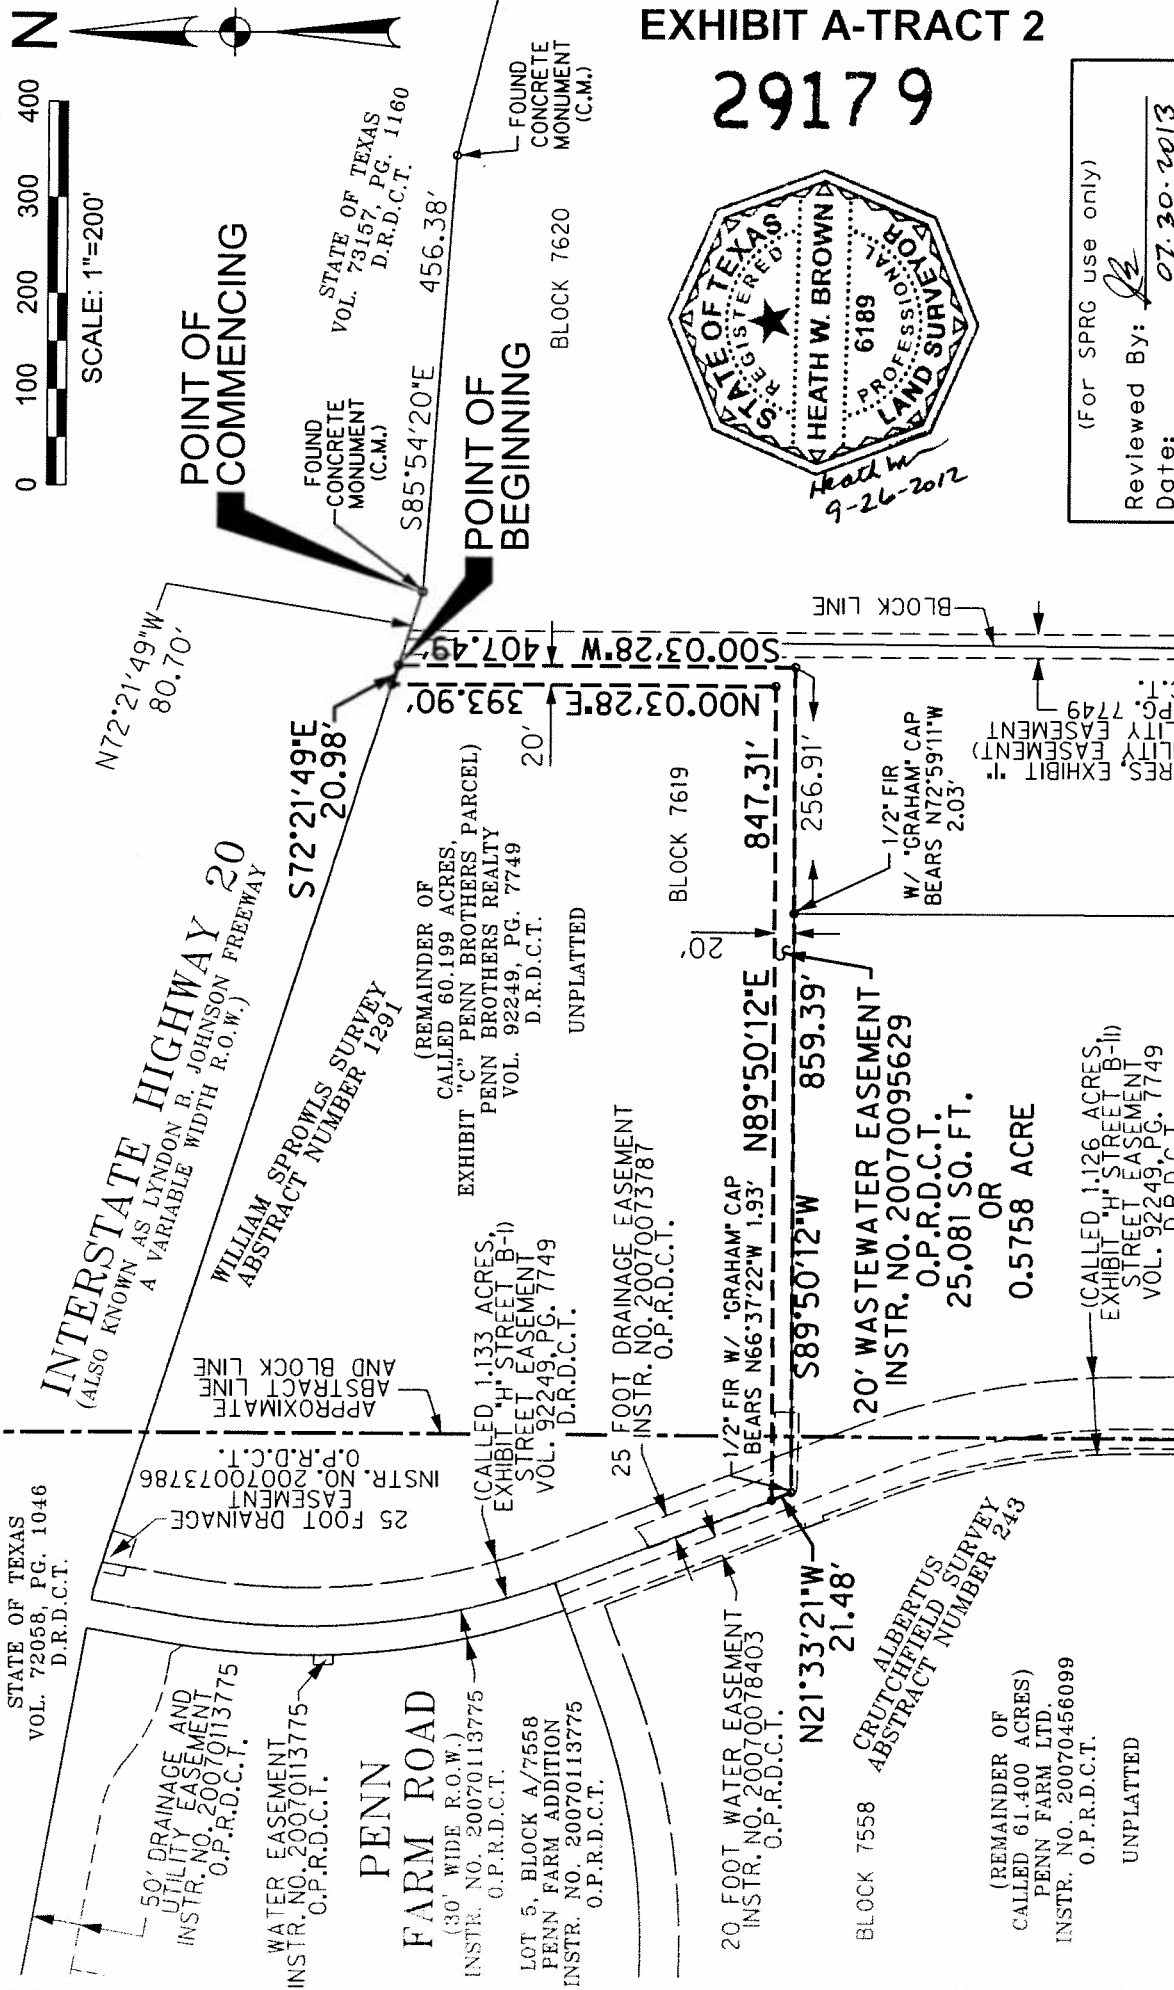 EXHIBIT A-TRACT 2
29179
N
0 100 200 300 400
SCALE: 1"=200'
STATE OF TEXAS
VOL. 72058, PG. 1046
D.R.D.C.T.
INTERSTATE HIGHWAY 20
(ALSO KNOWN AS LYNDON B. JOHNSON FREEWAY
A VARIABLE WIDTH R.O.W.)
N72°21'49"W
80.70'
POINT OF
COMMENCING
FOUND
CONCRETE
MONUMENT
(C.M.)
STATE OF TEXAS
VOL. 73157, PG. 1160
D.R.D.C.T.
S85°54'20"E 456.38'
FOUND
CONCRETE
MONUMENT
(C.M.)
POINT OF
BEGINNING
BLOCK 7620
S72°21'49"E
20.98'
WILLIAM SPROWLS SURVEY
ABSTRACT NUMBER 1291
APPROXIMATE
ABSTRACT LINE
AND BLOCK LINE
25 FOOT DRAINAGE
EASEMENT
INSTR. NO. 20070073786
O.P.R.D.C.T.
50' DRAINAGE AND
UTILITY EASEMENT
INSTR. NO. 20070113775
O.P.R.D.C.T.
WATER EASEMENT
INSTR. NO. 20070113775
O.P.R.D.C.T.
PENN
FARM ROAD
(30' WIDE R.O.W.)
INSTR. NO. 20070113775
O.P.R.D.C.T.
LOT 5, BLOCK A/7558
PENN FARM ADDITION
INSTR. NO. 20070113775
O.P.R.D.C.T.
(CALLED 1.133 ACRES,
EXHIBIT "H" STREET B-I)
STREET EASEMENT
VOL. 92249, PG. 7749
D.R.D.C.T.
(REMAINDER OF
CALLED 60.199 ACRES,
EXHIBIT "C" PENN BROTHERS PARCEL)
PENN BROTHERS REALTY
VOL. 92249, PG. 7749
D.R.D.C.T.
UNPLATTED
S00°03'28"W 407.49'
N00°03'28"E 393.90'
20'
BLOCK LINE
25 FOOT DRAINAGE EASEMENT
INSTR. NO. 20070073787
O.P.R.D.C.T.
BLOCK 7619
20'
1/2" FIR W/ "GRAHAM" CAP
BEARS N66°37'22"W 1.93'
N89°50'12"E 847.31'
S89°50'12"W 859.39'
256.91'
1/2" FIR
W/ "GRAHAM" CAP
BEARS N72°59'11"W
2.03'
RES, EXHIBIT "I"
LITY EASEMENT)
LITY EASEMENT
PG. 7749
C.T.
20 FOOT WATER EASEMENT
INSTR. NO. 20070078403
O.P.R.D.C.T.
N21°33'21"W
21.48'
20' WASTEWATER EASEMENT
INSTR. NO. 20070095629
O.P.R.D.C.T.
25,081 SQ. FT.
OR
0.5758 ACRE
ALBERTUS
CRUTCHFIELD SURVEY
ABSTRACT NUMBER 243
BLOCK 7558
(REMAINDER OF
CALLED 61.400 ACRES)
PENN FARM LTD.
INSTR. NO. 20070456099
O.P.R.D.C.T.
UNPLATTED
(CALLED 1.126 ACRES,
EXHIBIT "H" STREET B-II)
STREET EASEMENT
VOL. 92249, PG. 7749
D.R.D.C.T.
STATE OF TEXAS
REGISTERED
HEATH W. BROWN
6189
PROFESSIONAL
LAND SURVEYOR
9-26-2012
(For SPRG use only)
Reviewed By:
Date: 07.30.2013